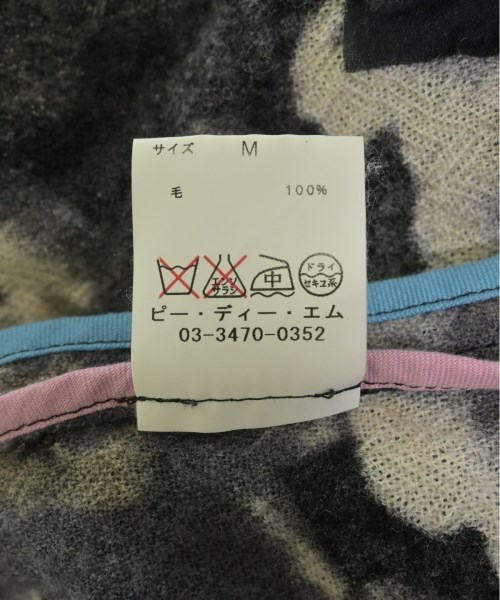 サイズ M
毛 100%
エンソ サラシ 中 ドライ セキユ系
ピー・ディー・エム
03-3470-0352